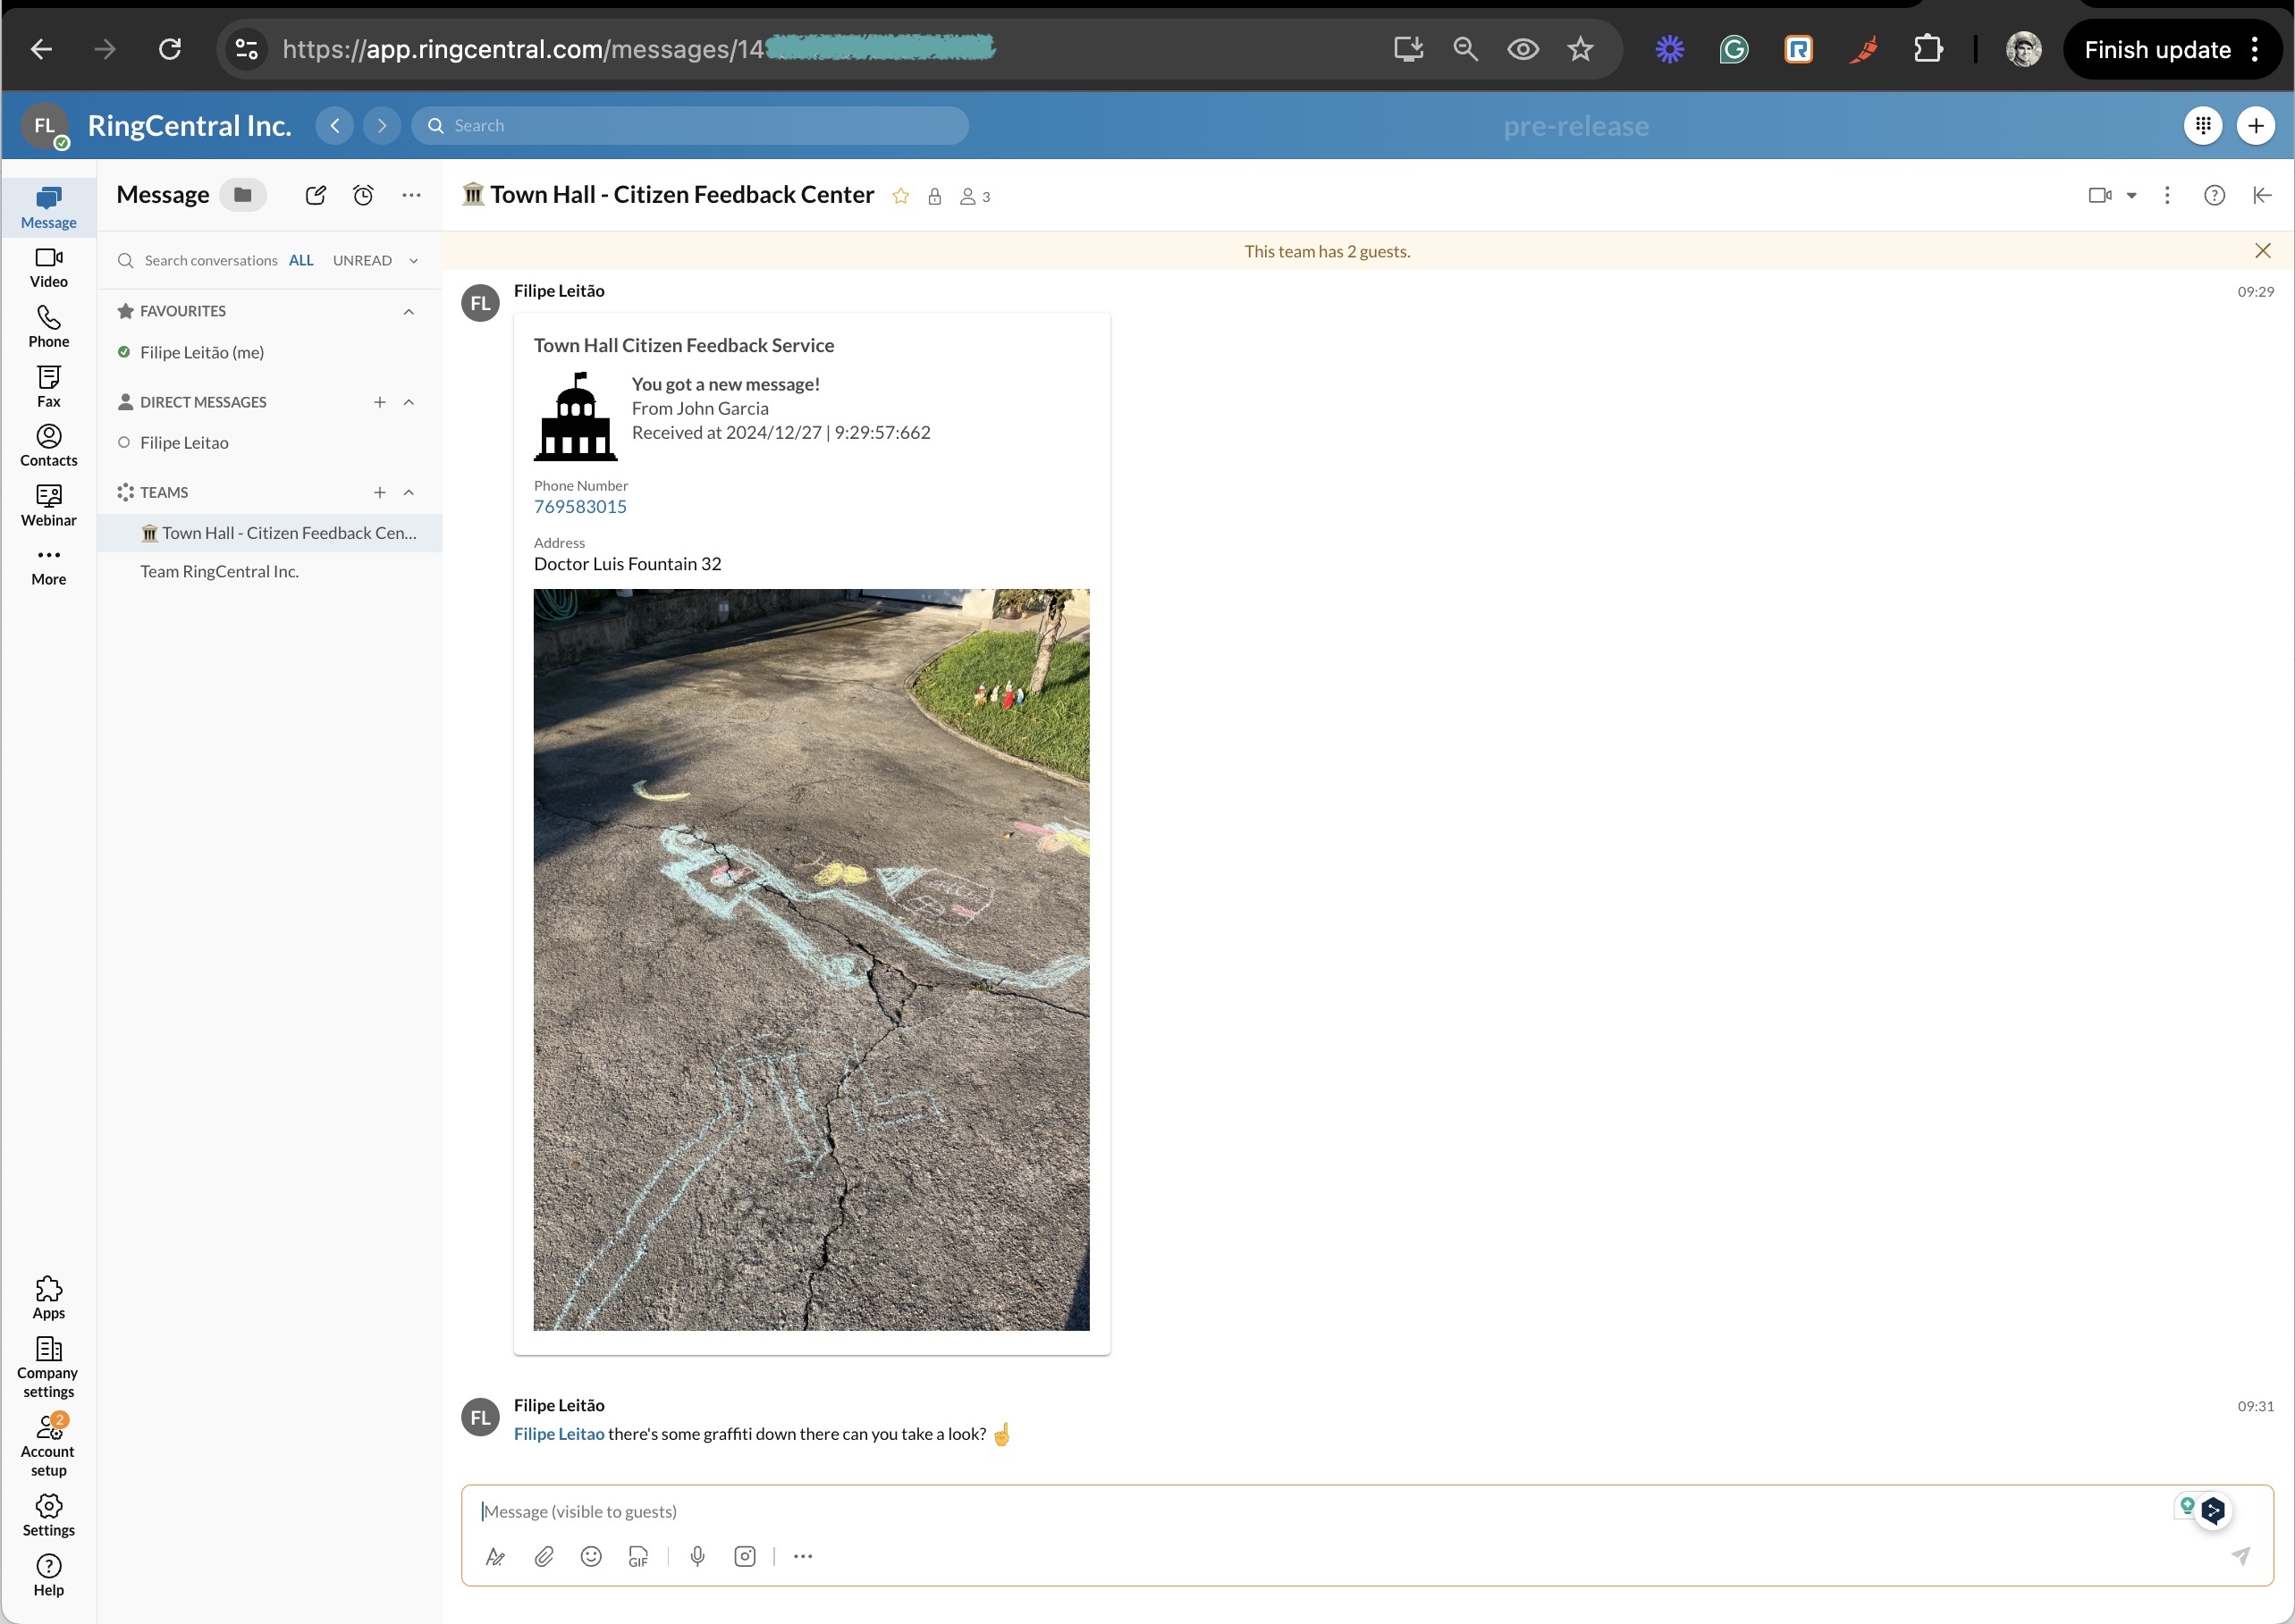 https://app.ringcentral.com/messages/14
Finish update
FL
RingCentral Inc.
Search
pre-release
Message
Video
Phone
Fax
Contacts
Webinar
More
Apps
Company
settings
2
Account
setup
Settings
Help
Message
Search conversations ALL UNREAD
FAVOURITES
Filipe Leitão (me)
DIRECT MESSAGES
Filipe Leitao
TEAMS
Town Hall - Citizen Feedback Cen...
Team RingCentral Inc.
Town Hall - Citizen Feedback Center 3
This team has 2 guests.
FL
Filipe Leitão 09:29
Town Hall Citizen Feedback Service
You got a new message!
From John Garcia
Received at 2024/12/27 | 9:29:57:662
Phone Number
769583015
Address
Doctor Luis Fountain 32
FL
Filipe Leitão 09:31
Filipe Leitao there's some graffiti down there can you take a look? ☝️
Message (visible to guests)
GIF